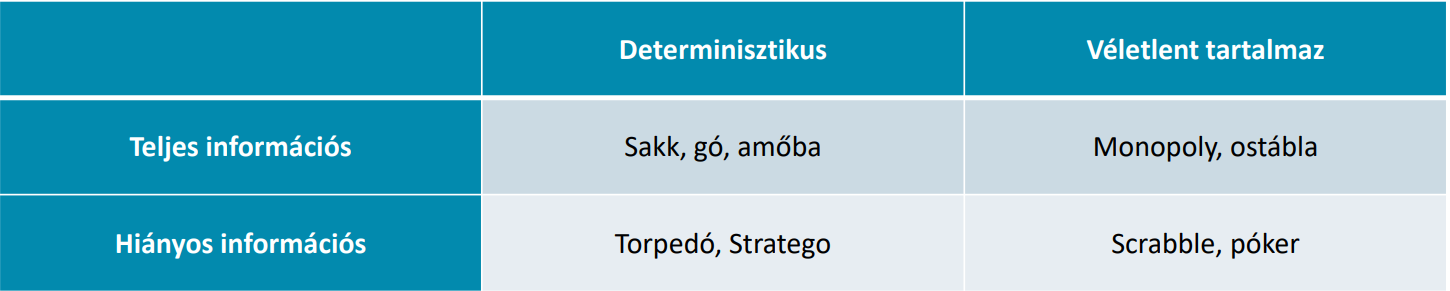 Determinisztikus Véletlent tartalmaz
Teljes információs Sakk, gó, amőba Monopoly, ostábla
Hiányos információs Torpedó, Stratego Scrabble, póker